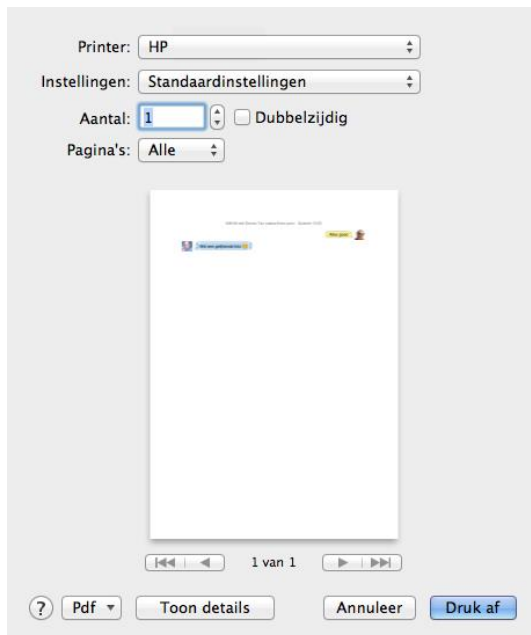 Printer: HP
Instellingen: Standaardinstellingen
Aantal: 1 Dubbelzijdig
Pagina's: Alle
1 van 1
? Pdf Toon details Annuleer Druk af